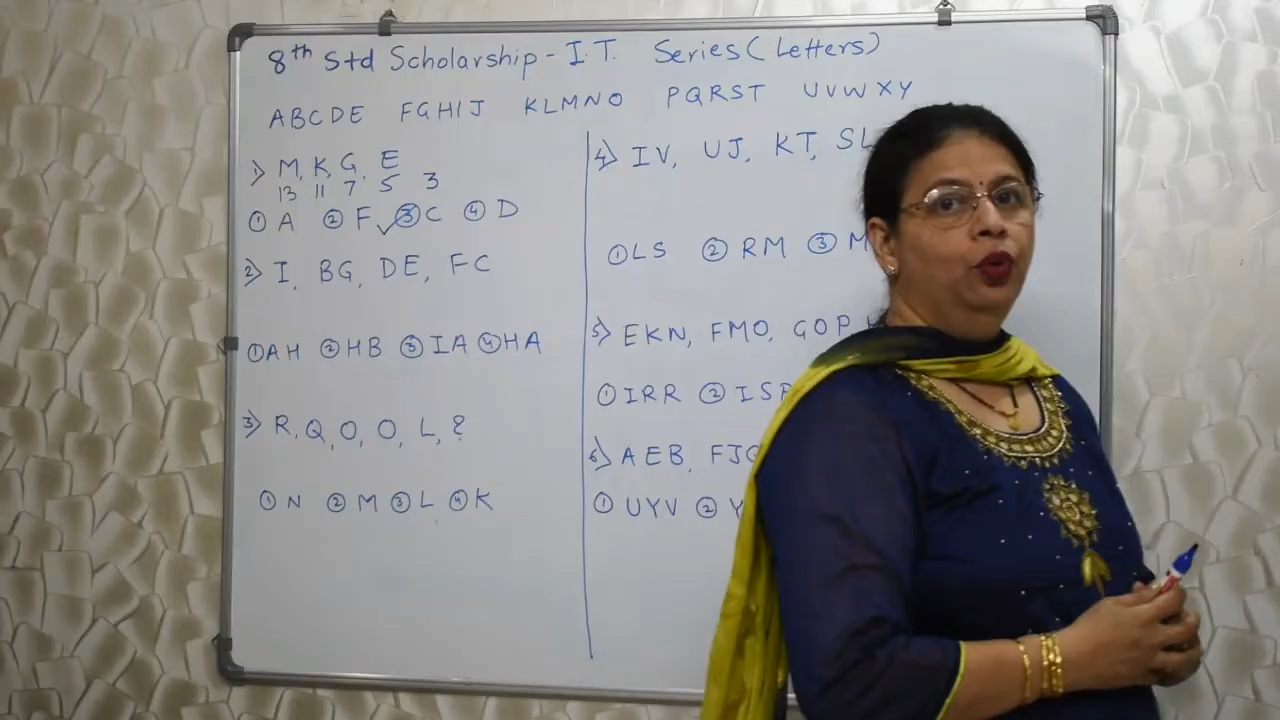 8th Std Scholarship - I.T. Series (Letters)
ABCDE FGHIJ KLMNO PQRST UVWXY
1> M, K, G, E
13 11 7 5 3
① A ② F ✓③ C ④ D
2> I, BG, DE, FC
① AH ② HB ③ IA ④ HA
3> R, Q, O, O, L, ?
① N ② M ③ L ④ K
4> IV, UJ, KT, SL
① LS ② RM ③ M
5> EKN, FMO, GOP
① IRR ② ISP
6> AEB, FJG
① UYV ② Y